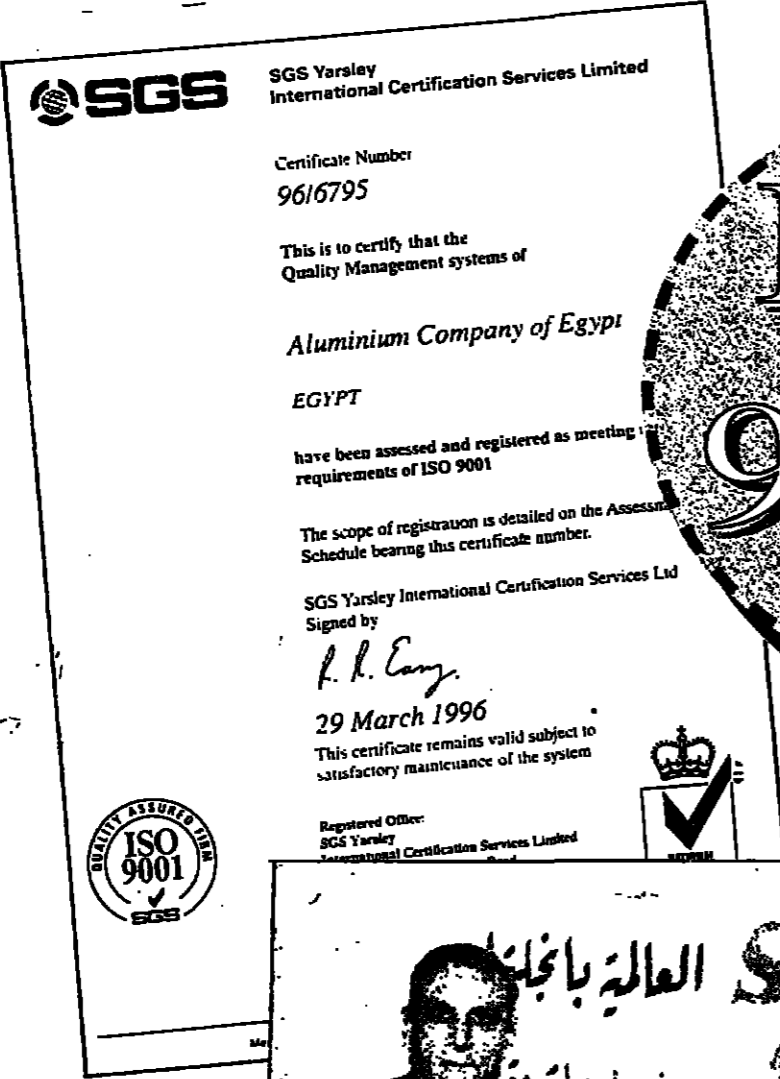 SGS
SGS Yarsley
International Certification Services Limited
Certificate Number
96/6795
This is to certify that the
Quality Management systems of
Aluminium Company of Egypt
EGYPT
have been assessed and registered as meeting
requirements of ISO 9001
The scope of registration is detailed on the
Schedule bearing this certificate number.
SGS Yarsley International Certification Services Ltd
Signed by
29 March 1996
This certificate remains valid subject to
satisfactory maintenance of the system
Registered Office:
SGS Yarsley
International Certification Services Limited
QUALITY ASSURED FIRM
ISO
9001
SGS
9
العالمية بانجلترا